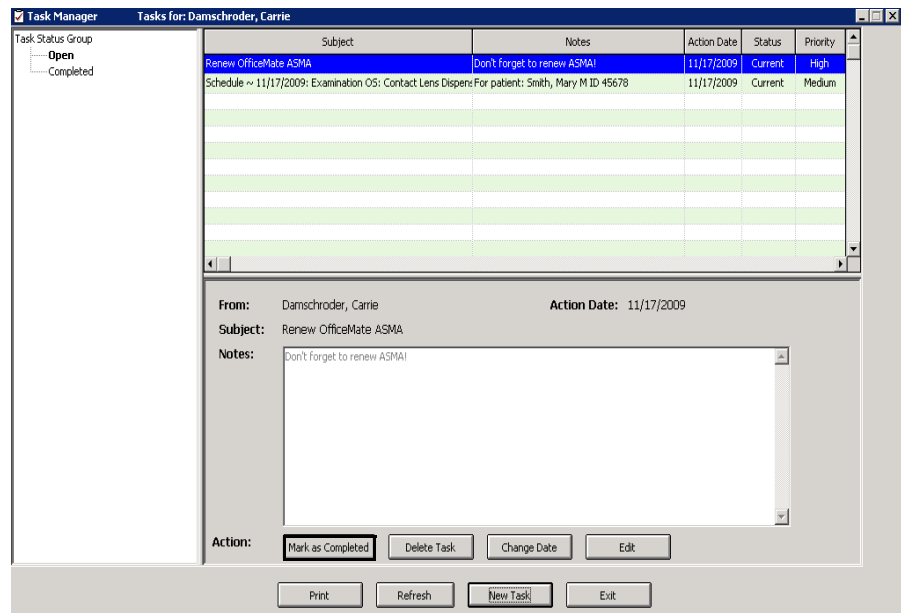 Task Manager Tasks for: Damschroder, Carrie
Task Status Group
Open
Completed
Subject Notes Action Date Status Priority
Renew OfficeMate ASMA Don't forget to renew ASMA! 11/17/2009 Current High
Schedule ~ 11/17/2009: Examination OS: Contact Lens Dispens For patient: Smith, Mary M ID 45678 11/17/2009 Current Medium
From: Damschroder, Carrie Action Date: 11/17/2009
Subject: Renew OfficeMate ASMA
Notes: Don't forget to renew ASMA!
Action: Mark as Completed Delete Task Change Date Edit
Print Refresh New Task Exit